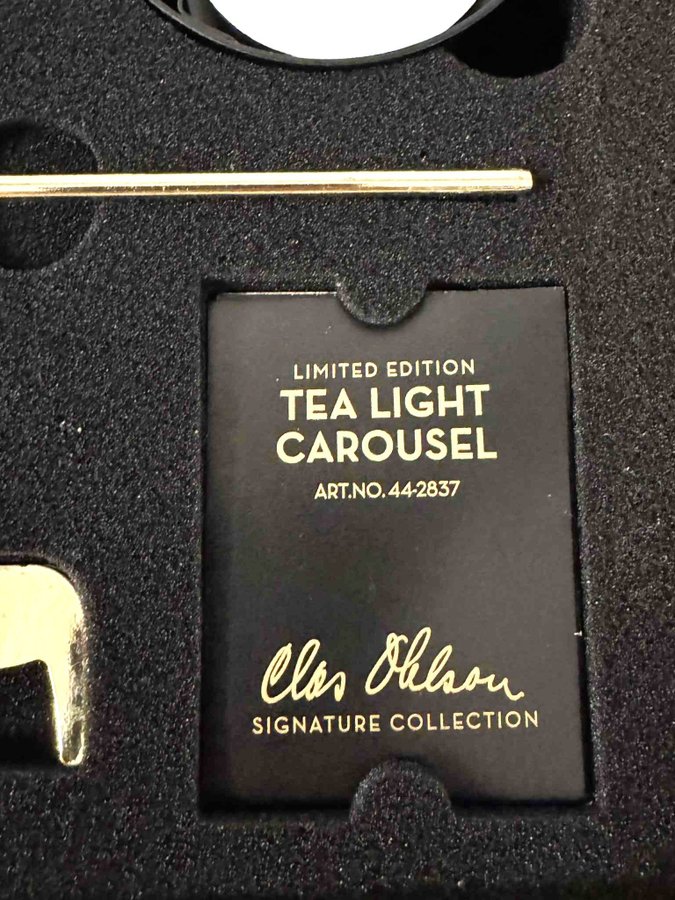 LIMITED EDITION
TEA LIGHT
CAROUSEL
ART.NO. 44-2837
Clas Ohlson
SIGNATURE COLLECTION